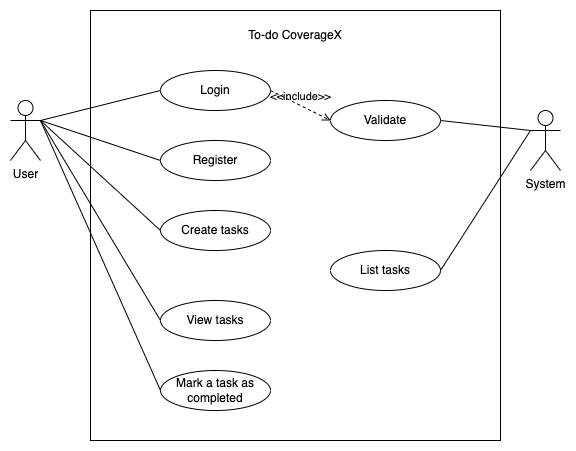 To-do CoverageX
Login
<<include>>
Validate
Register
User
System
Create tasks
List tasks
View tasks
Mark a task as
completed